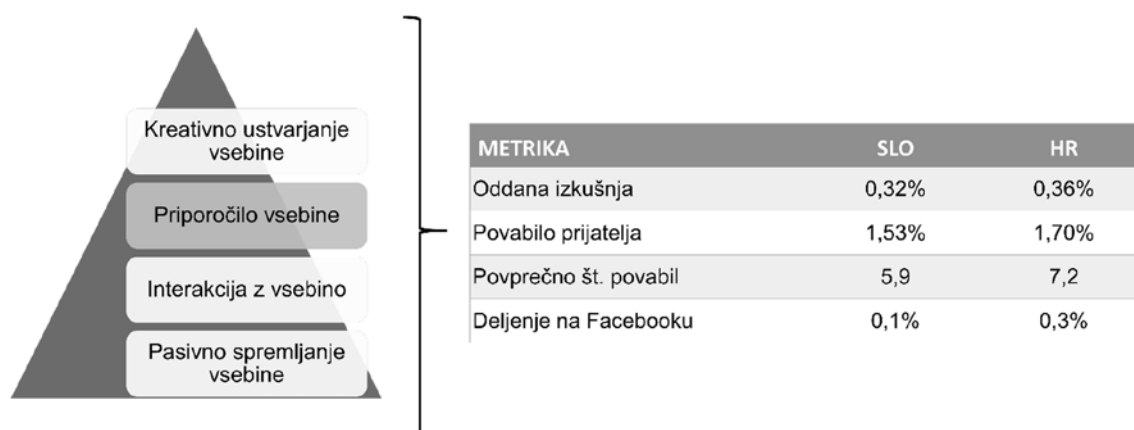 Kreativno ustvarjanje
vsebine
Priporočilo vsebine
Interakcija z vsebino
Pasivno spremljanje
vsebine
METRIKA SLO HR
Oddana izkušnja 0,32% 0,36%
Povabilo prijatelja 1,53% 1,70%
Povprečno št. povabil 5,9 7,2
Deljenje na Facebooku 0,1% 0,3%